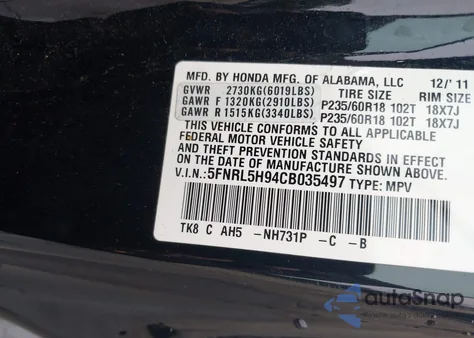 MFD. BY HONDA MFG. OF ALABAMA, LLC 12/'11
GVWR 2730KG(6019LBS) TIRE SIZE RIM SIZE
GAWR F 1320KG(2910LBS) P235/60R18 102T 18X7J
GAWR R 1515KG(3340LBS) P235/60R18 102T 18X7J
THIS VEHICLE CONFORMS TO ALL APPLICABLE
FEDERAL MOTOR VEHICLE SAFETY
AND THEFT PREVENTION STANDARDS IN EFFECT ON
THE DATE OF MANUFACTURE SHOWN ABOVE.
V.I.N.:5FNRL5H94CB035497 TYPE: MPV
TK8 C AH5 -NH731P -C -B
autoSnap